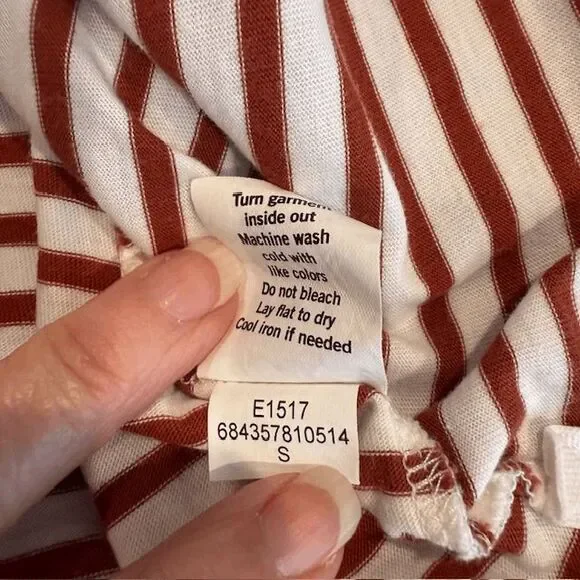 Turn garment
inside out
Machine wash
cold with
like colors
Do not bleach
Lay flat to dry
Cool iron if needed
E1517
684357810514
S